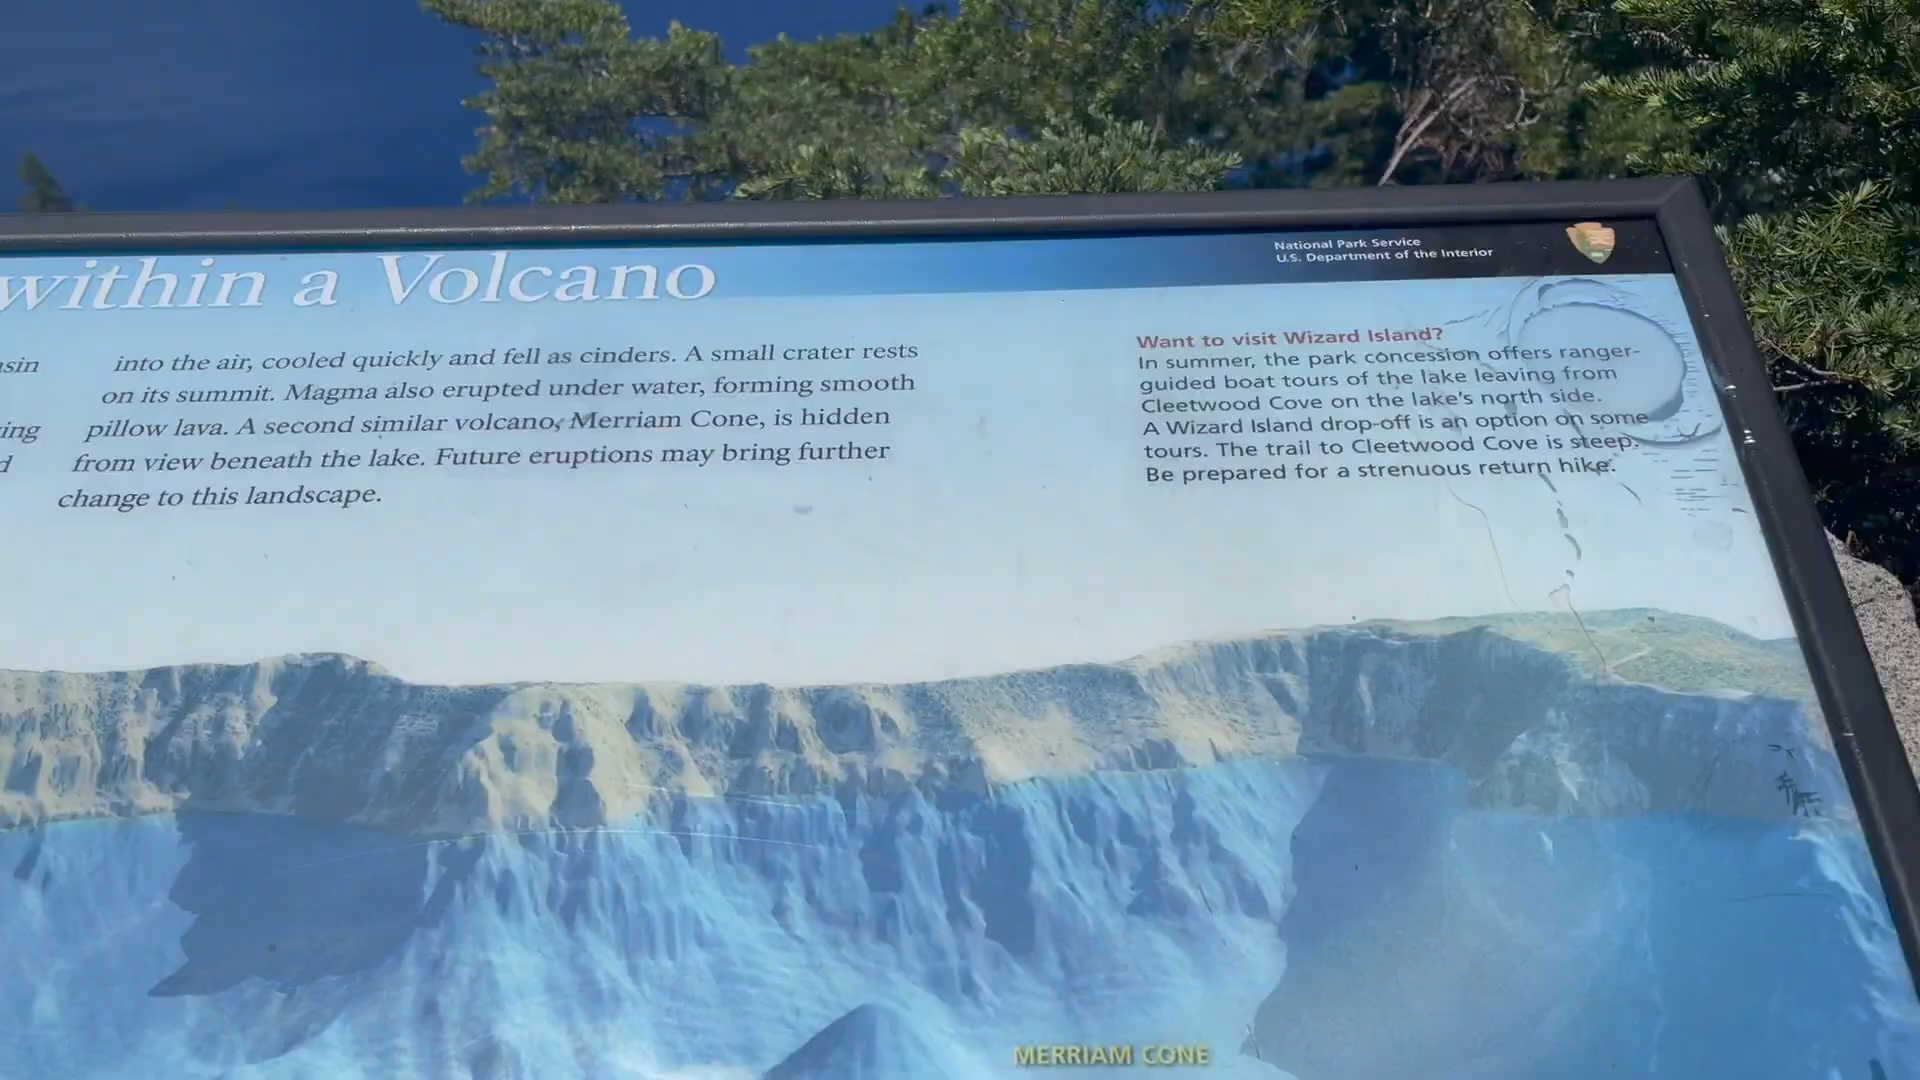 within a Volcano
National Park Service
U.S. Department of the Interior
into the air, cooled quickly and fell as cinders. A small crater rests
on its summit. Magma also erupted under water, forming smooth
pillow lava. A second similar volcano, Merriam Cone, is hidden
from view beneath the lake. Future eruptions may bring further
change to this landscape.
Want to visit Wizard Island?
In summer, the park concession offers ranger-
guided boat tours of the lake leaving from
Cleetwood Cove on the lake's north side.
A Wizard Island drop-off is an option on some
tours. The trail to Cleetwood Cove is steep.
Be prepared for a strenuous return hike.
MERRIAM CONE